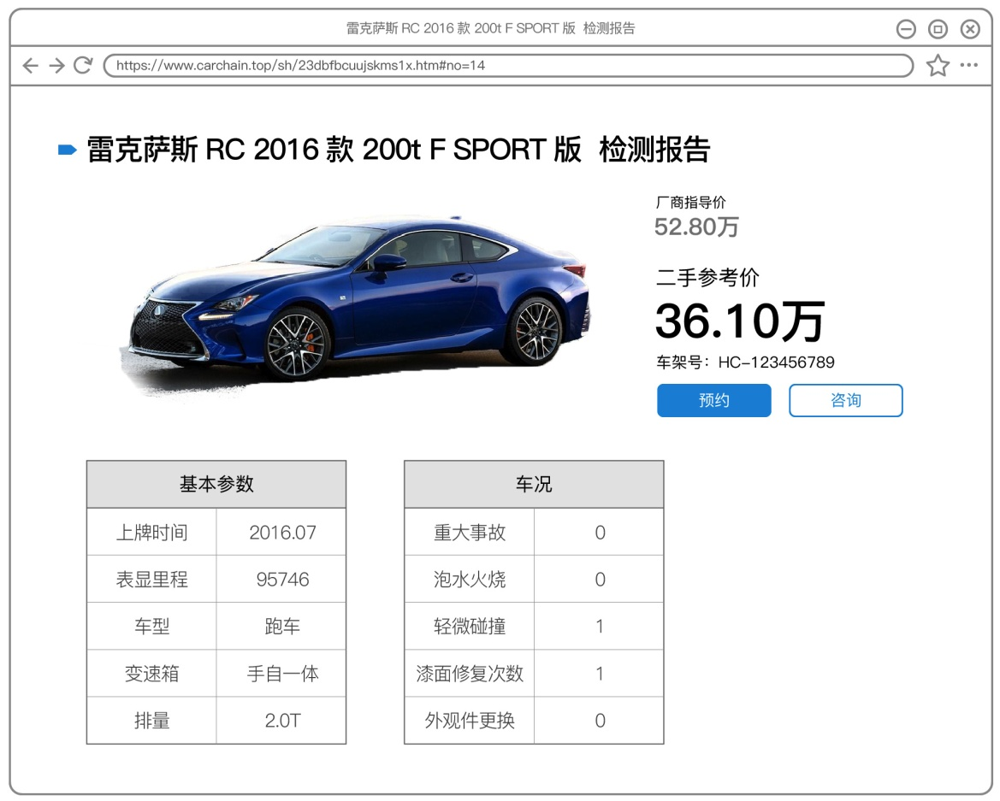 雷克萨斯 RC 2016 款 200t F SPORT 版 检测报告
https://www.carchain.top/sh/23dbfbcuujskms1x.htm#no=14
雷克萨斯 RC 2016 款 200t F SPORT 版 检测报告
厂商指导价
52.80万
二手参考价
36.10万
车架号：HC-123456789
预约 咨询
基本参数
上牌时间 2016.07
表显里程 95746
车型 跑车
变速箱 手自一体
排量 2.0T
车况
重大事故 0
泡水火烧 0
轻微碰撞 1
漆面修复次数 1
外观件更换 0